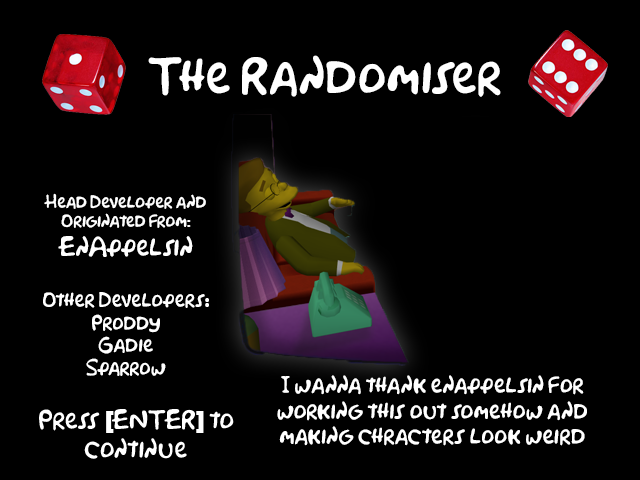 The Randomiser
Head Developer and
Originated From:
EnAppelsin
Other Developers:
Proddy
Gadie
Sparrow
Press [ENTER] to
continue
I wanna thank enappelsin for
working this out somehow and
making chracters look weird